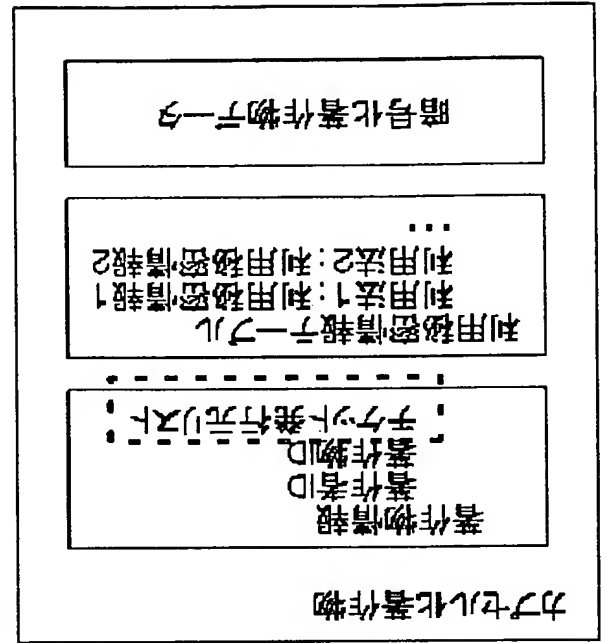 カプセル化著作物
著作物情報
著作者ID
著作物ID
チケット発行元リスト
利用秘密情報テーブル
利用法1:利用秘密情報1
利用法2:利用秘密情報2
...
暗号化著作物データ